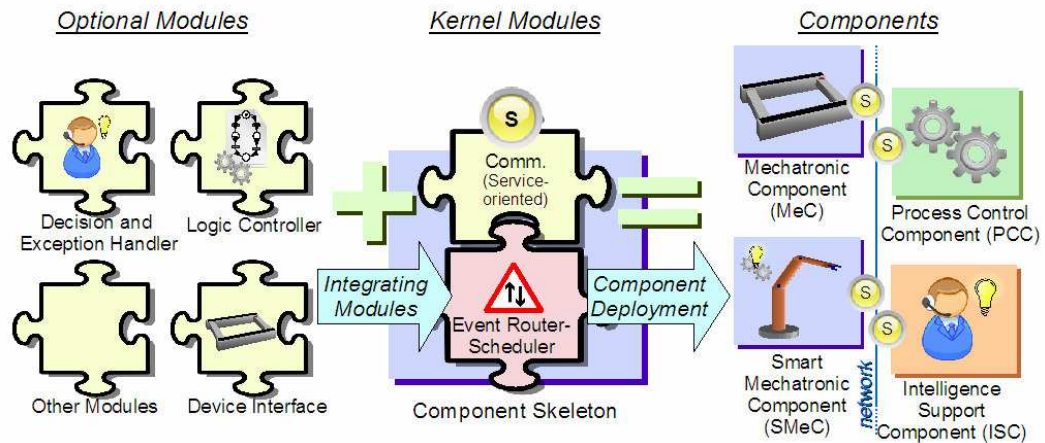 Optional Modules
Kernel Modules
Components
Decision and
Exception Handler
Logic Controller
Other Modules
Device Interface
Integrating
Modules
S
Comm.
(Service-
oriented)
Event Router-
Scheduler
Component Skeleton
Component
Deployment
S
Mechatronic
Component
(MeC)
S
Process Control
Component (PCC)
S
Smart
Mechatronic
Component
(SMeC)
S
Intelligence
Support
Component (ISC)
network